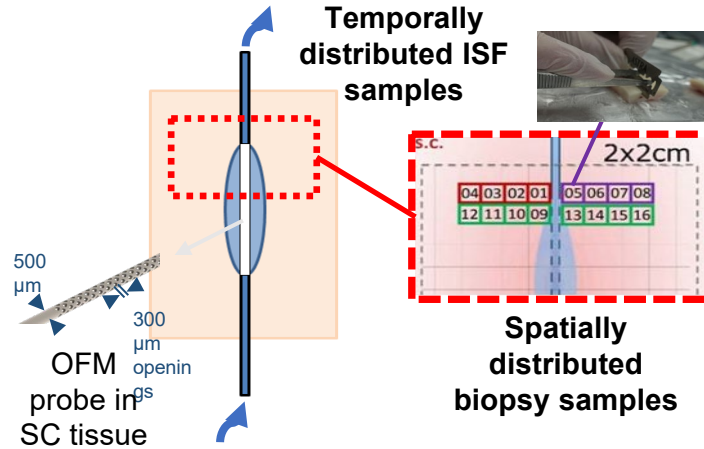 Temporally
distributed ISF
samples
s.c.
2x2cm
04 03 02 01 05 06 07 08
12 11 10 09 13 14 15 16
500
µm
300
µm
openin
gs
OFM
probe in
SC tissue
Spatially
distributed
biopsy samples